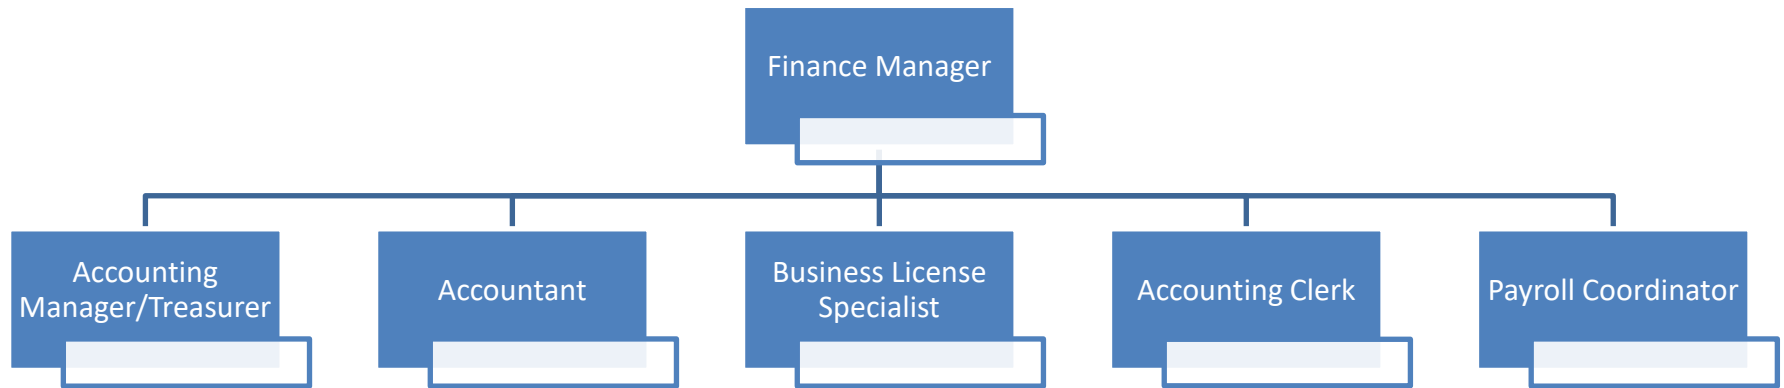 Finance Manager
Accounting
Manager/Treasurer
Accountant
Business License
Specialist
Accounting Clerk
Payroll Coordinator